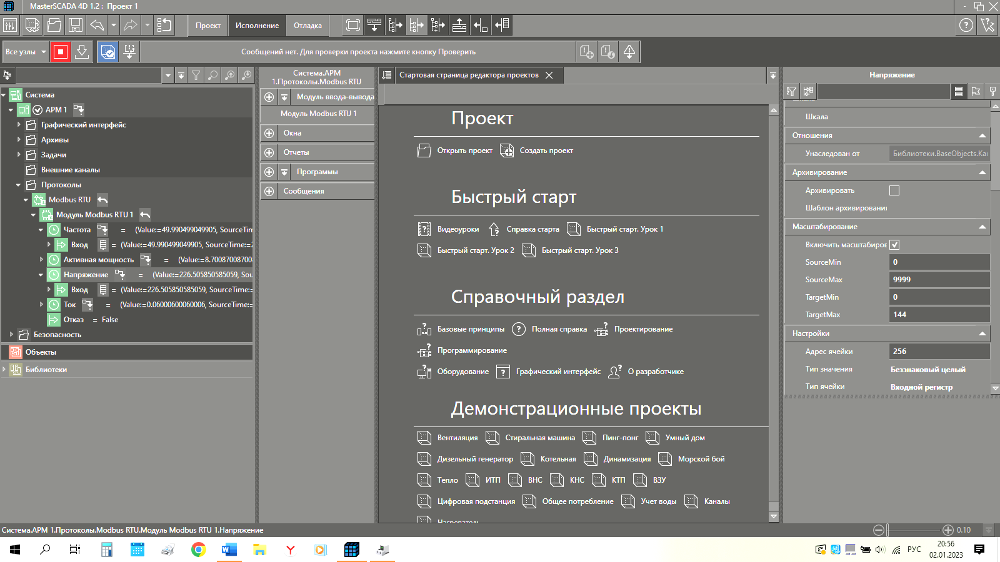 MasterSCADA 4D 1.2 : Проект 1
Проект
Исполнение
Отладка
Все узлы
Сообщений нет. Для проверки проекта нажмите кнопку Проверить
Система
АРМ 1
Графический интерфейс
Архивы
Задачи
Внешние каналы
Протоколы
Modbus RTU
Модуль Modbus RTU 1
Частота = (Value:=49.990499049905, SourceTime
Вход = (Value:=49.990499049905, SourceTime:=2
Активная мощность = (Value:=8.70087008700
Напряжение = (Value:=226.505850585059, Sou
Вход = (Value:=226.505850585059, SourceTime:=
Ток = (Value:=0.06000600060006, SourceTime:=
Отказ = False
Безопасность
Объекты
Библиотеки
Система.АРМ
1.Протоколы.Modbus RTU
Модуль ввода-вывода
Модуль Modbus RTU 1
Окна
Отчеты
Программы
Сообщения
Стартовая страница редактора проектов
Проект
Открыть проект Создать проект
Быстрый старт
Видеоуроки Справка старта Быстрый старт. Урок 1
Быстрый старт. Урок 2 Быстрый старт. Урок 3
Справочный раздел
Базовые принципы Полная справка Проектирование
Программирование
Оборудование Графический интерфейс О разработчике
Демонстрационные проекты
Вентиляция Стиральная машина Пинг-понг Умный дом
Дизельный генератор Котельная Динамизация Морской бой
Тепло ИТП ВНС КНС КТП ВЗУ
Цифровая подстанция Общее потребление Учет воды Каналы
Нагреватель
Напряжение
Шкала
Отношения
Унаследован от Библиотеки.BaseObjects.Ка
Архивирование
Архивировать
Шаблон архивирования
Масштабирование
Включить масштабиров
SourceMin 0
SourceMax 9999
TargetMin 0
TargetMax 144
Настройки
Адрес ячейки 256
Тип значения Беззнаковый целый
Тип ячейки Входной регистр
Система.АРМ 1.Протоколы.Modbus RTU.Модуль Modbus RTU 1.Напряжение
0.10
РУС
20:56
02.01.2023